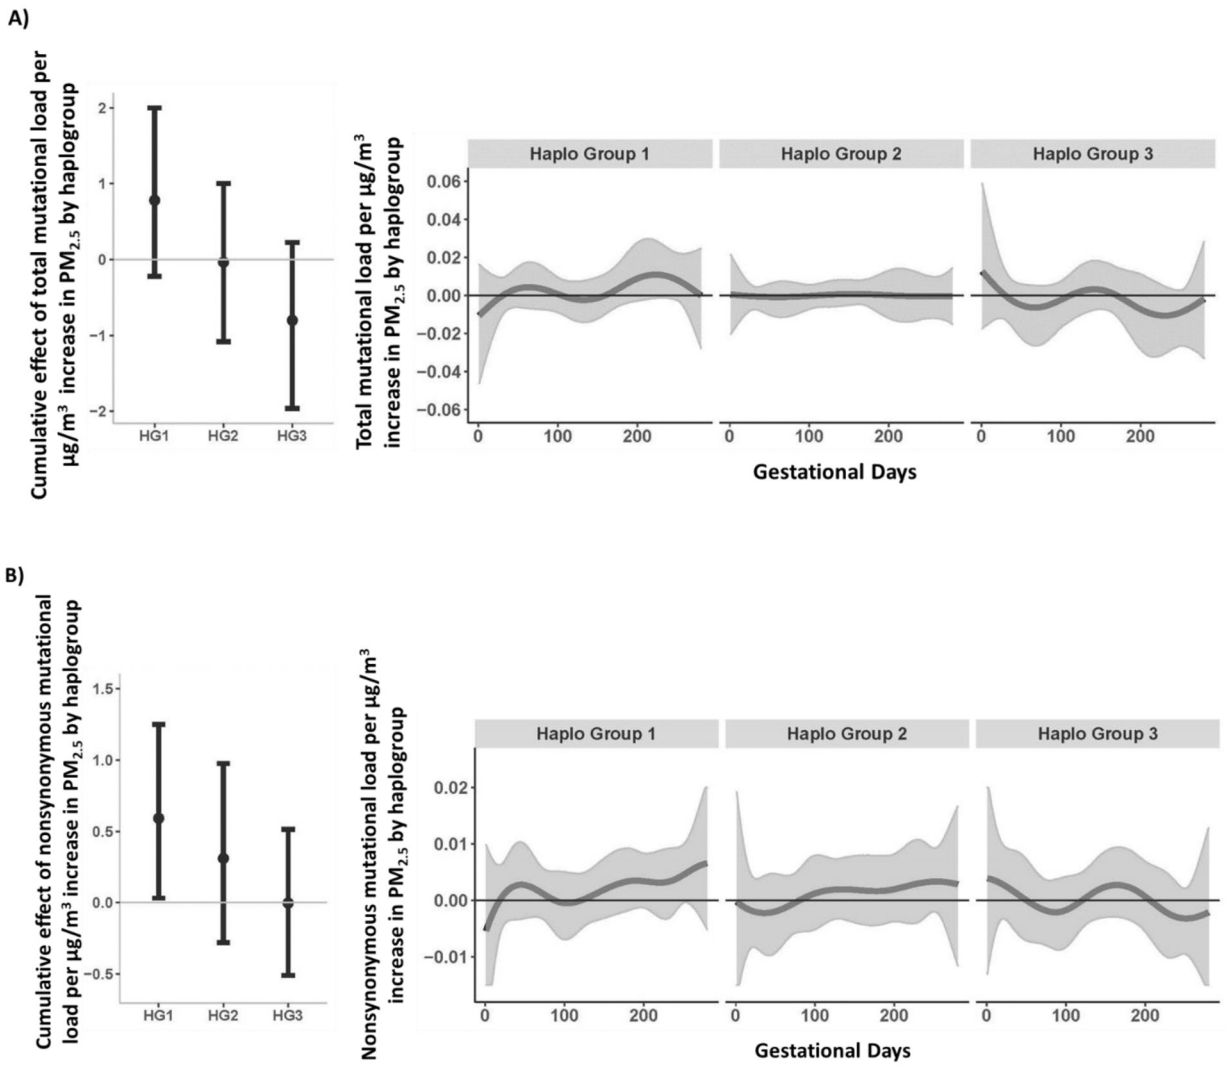 A)
Cumulative effect of total mutational load per
µg/m³ increase in PM2.5 by haplogroup
2
1
0
−1
−2
HG1 HG2 HG3
Total mutational load per µg/m³
increase in PM2.5 by haplogroup
Haplo Group 1 Haplo Group 2 Haplo Group 3
0.06
0.04
0.02
0.00
−0.02
−0.04
−0.06
0 100 200 0 100 200 0 100 200
Gestational Days
B)
Cumulative effect of nonsynonymous mutational
load per µg/m³ increase in PM2.5 by haplogroup
1.5
1.0
0.5
0.0
−0.5
HG1 HG2 HG3
Nonsynonymous mutational load per µg/m³
increase in PM2.5 by haplogroup
Haplo Group 1 Haplo Group 2 Haplo Group 3
0.02
0.01
0.00
−0.01
0 100 200 0 100 200 0 100 200
Gestational Days